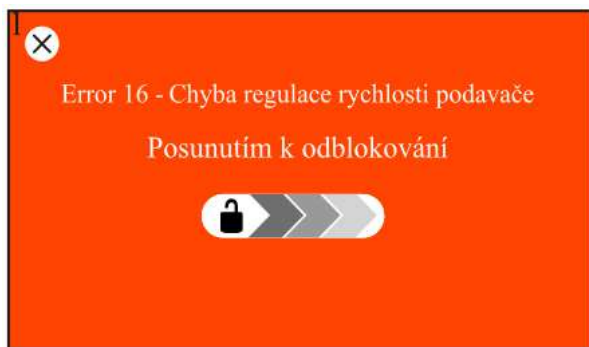 Error 16 - Chyba regulace rychlosti podavače
Posunutím k odblokování